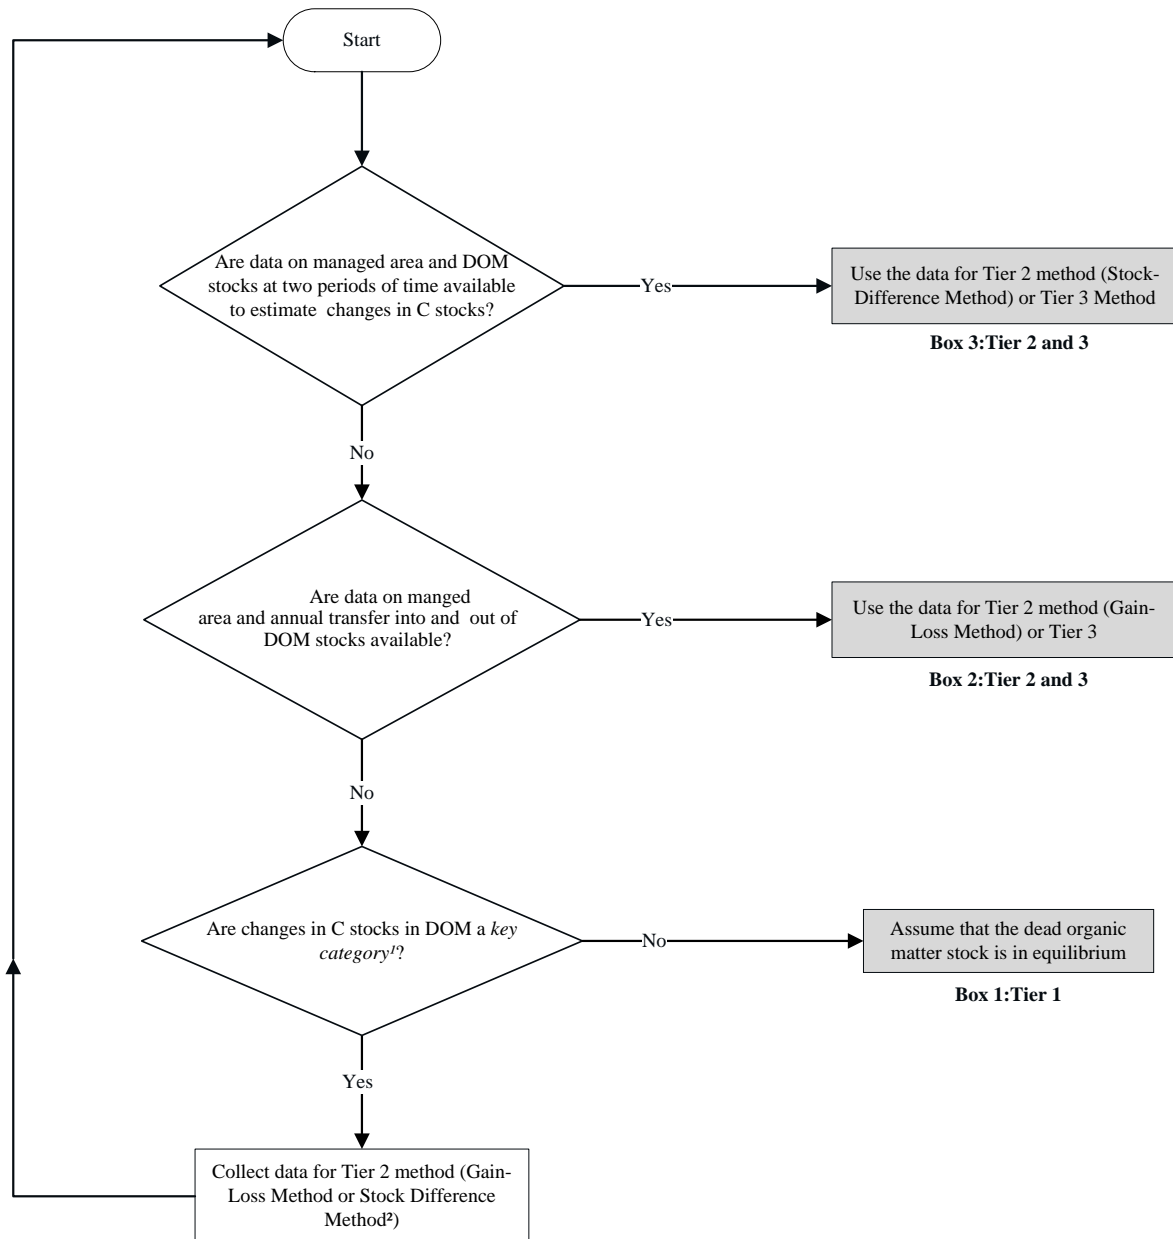 Start
Are data on managed area and DOM
stocks at two periods of time available
to estimate changes in C stocks?
Yes
Use the data for Tier 2 method (Stock-
Difference Method) or Tier 3 Method
Box 3:Tier 2 and 3
No
Are data on manged
area and annual transfer into and out of
DOM stocks available?
Yes
Use the data for Tier 2 method (Gain-
Loss Method) or Tier 3
Box 2:Tier 2 and 3
No
Are changes in C stocks in DOM a key
category¹?
No
Assume that the dead organic
matter stock is in equilibrium
Box 1:Tier 1
Yes
Collect data for Tier 2 method (Gain-
Loss Method or Stock Difference
Method²)